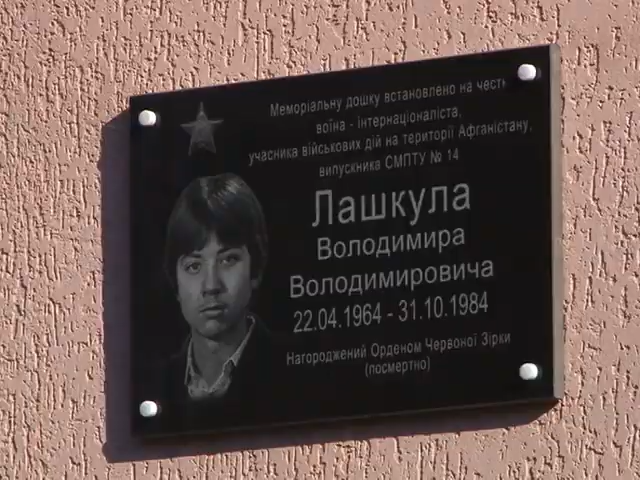 Меморіальну дошку встановлено на честь
воїна - інтернаціоналіста,
учасника військових дій на території Афганістану,
випускника СМПТУ № 14
Лашкула
Володимира
Володимировича
22.04.1964 - 31.10.1984
Нагороджений Орденом Червоної Зірки
(посмертно)